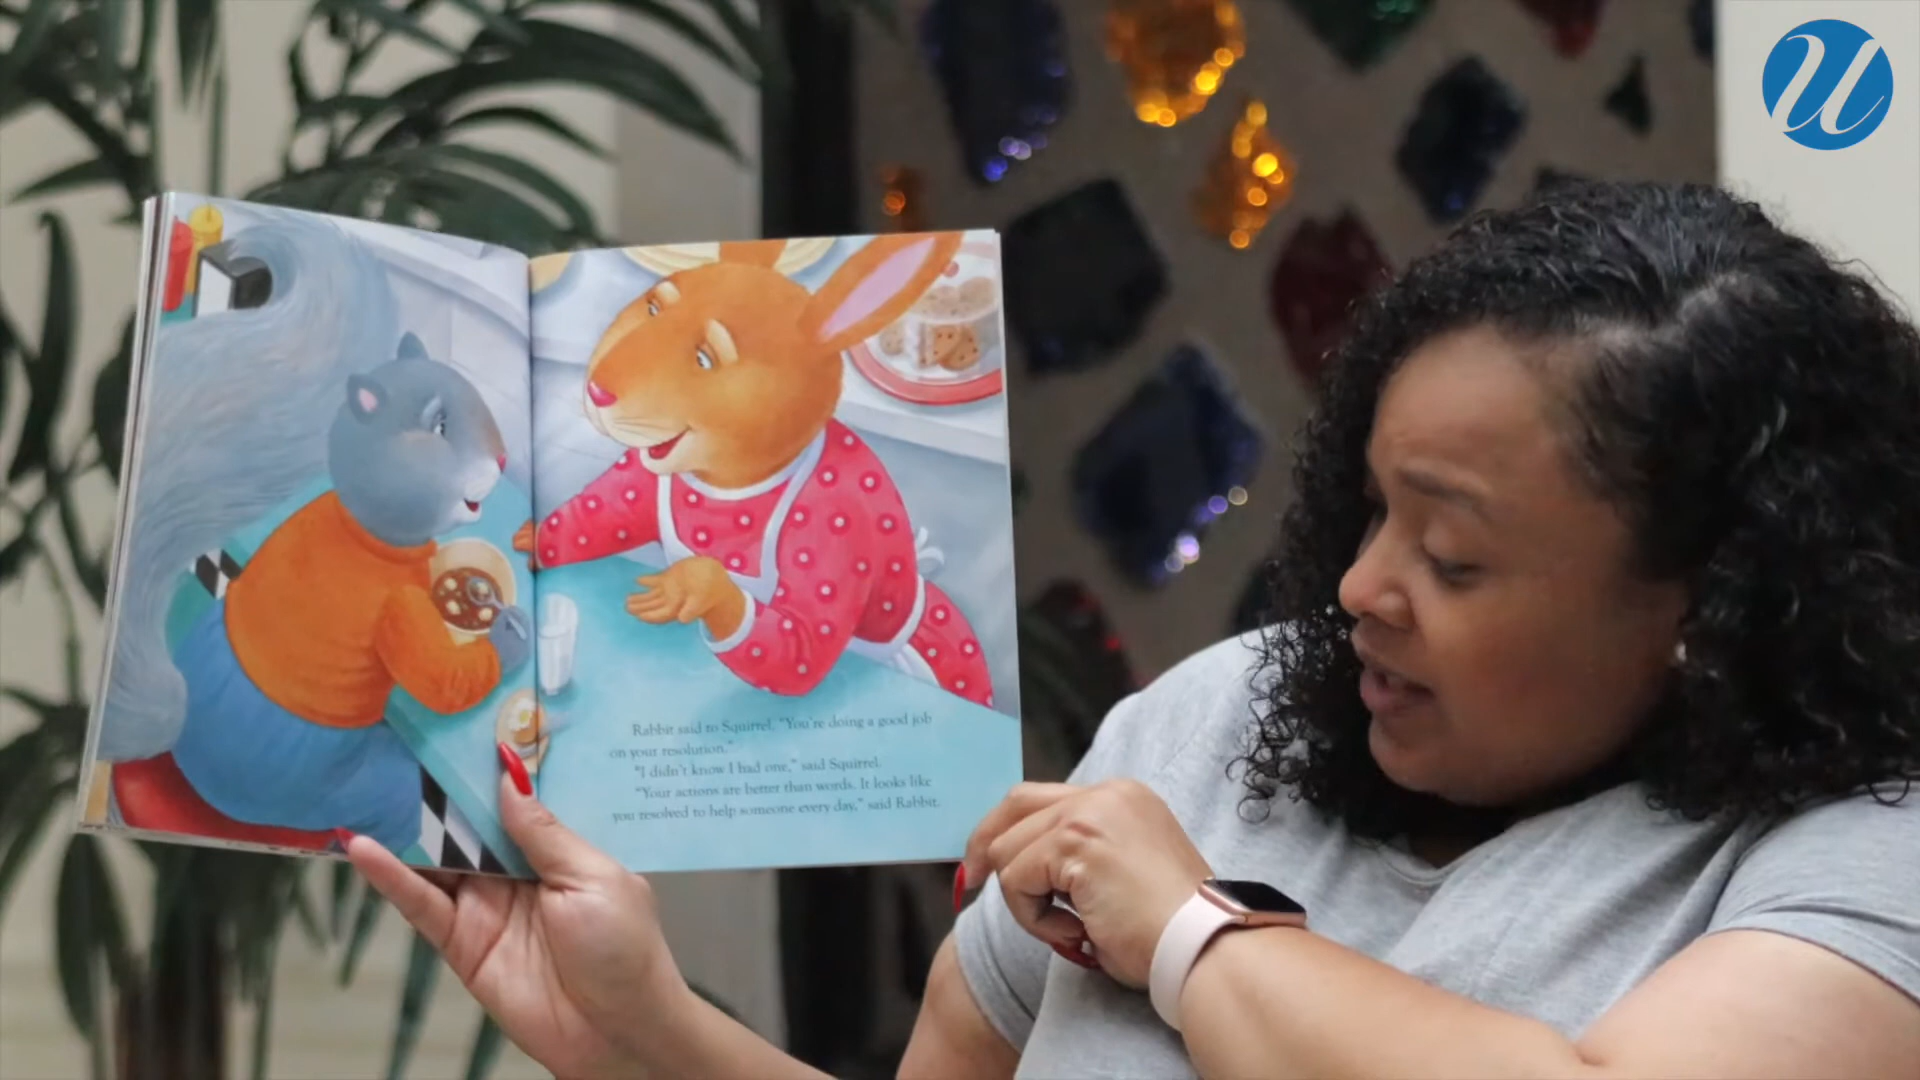 U
Rabbit said to Squirrel, "You're doing a good job
on your resolution."
"I didn't know I had one," said Squirrel.
"Your actions are better than words. It looks like
you resolved to help someone every day," said Rabbit.